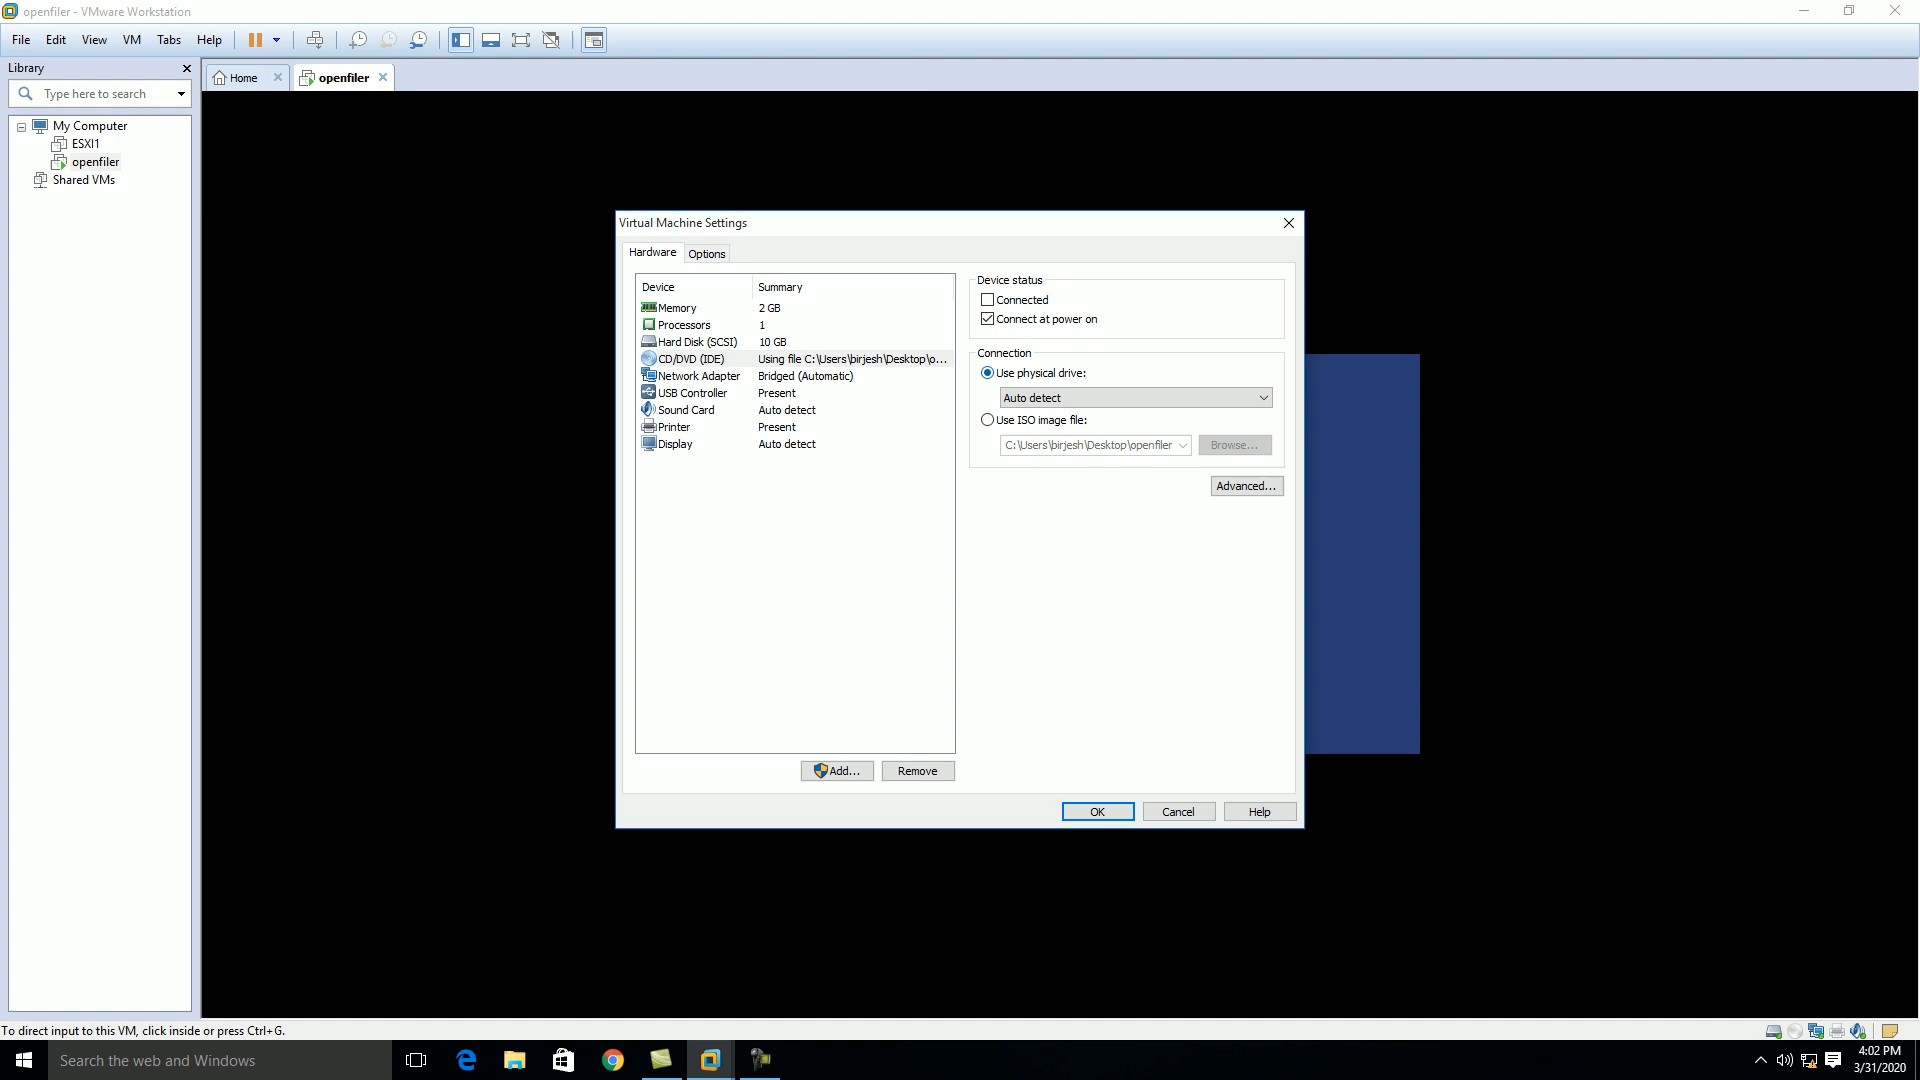 openfiler - VMware Workstation
File Edit View VM Tabs Help
Library
Home
openfiler
Type here to search
My Computer
ESXI1
openfiler
Shared VMs
Virtual Machine Settings
Hardware
Options
Device Summary
Memory 2 GB
Processors 1
Hard Disk (SCSI) 10 GB
CD/DVD (IDE) Using file C:\Users\birjesh\Desktop\o...
Network Adapter Bridged (Automatic)
USB Controller Present
Sound Card Auto detect
Printer Present
Display Auto detect
Add...
Remove
Device status
Connected
Connect at power on
Connection
Use physical drive:
Auto detect
Use ISO image file:
C:\Users\birjesh\Desktop\openfiler
Browse...
Advanced...
OK
Cancel
Help
To direct input to this VM, click inside or press Ctrl+G.
Search the web and Windows
4:02 PM
3/31/2020